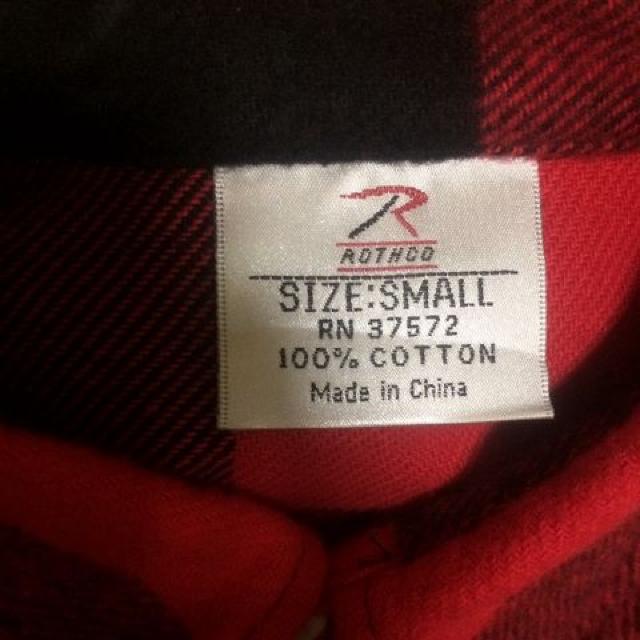 ROTHCO
SIZE:SMALL
RN 37572
100% COTTON
Made in China